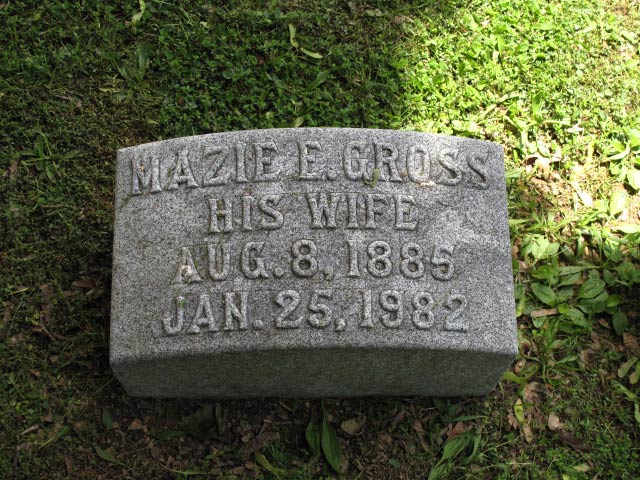 MAZIE E. GROSS
HIS WIFE
AUG. 8, 1885
JAN. 25, 1982